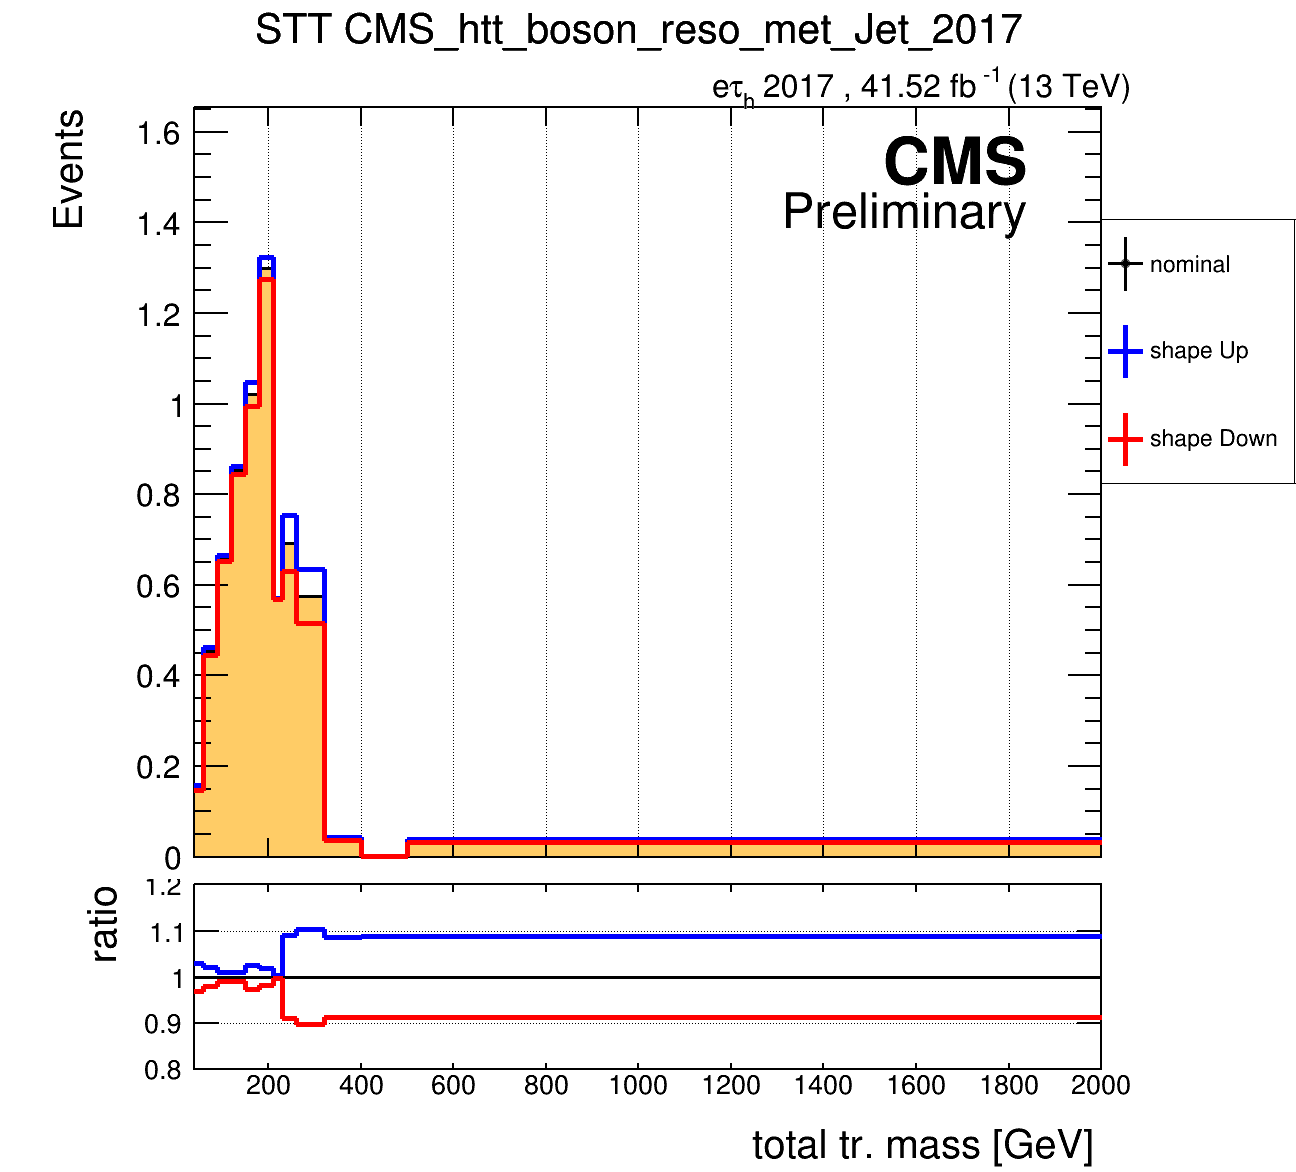 STT CMS_htt_boson_reso_met_Jet_2017
eτh 2017 , 41.52 fb -1 (13 TeV)
Events
CMS
Preliminary
1.6
1.4
1.2
1
0.8
0.6
0.4
0.2
0
nominal
shape Up
shape Down
ratio
1.2
1.1
1
0.9
0.8
200 400 600 800 1000 1200 1400 1600 1800 2000
total tr. mass [GeV]